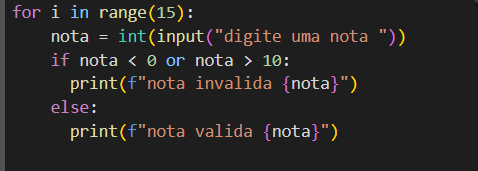 for i in range(15):
    nota = int(input("digite uma nota "))
    if nota < 0 or nota > 10:
      print(f"nota invalida {nota}")
    else:
      print(f"nota valida {nota}")